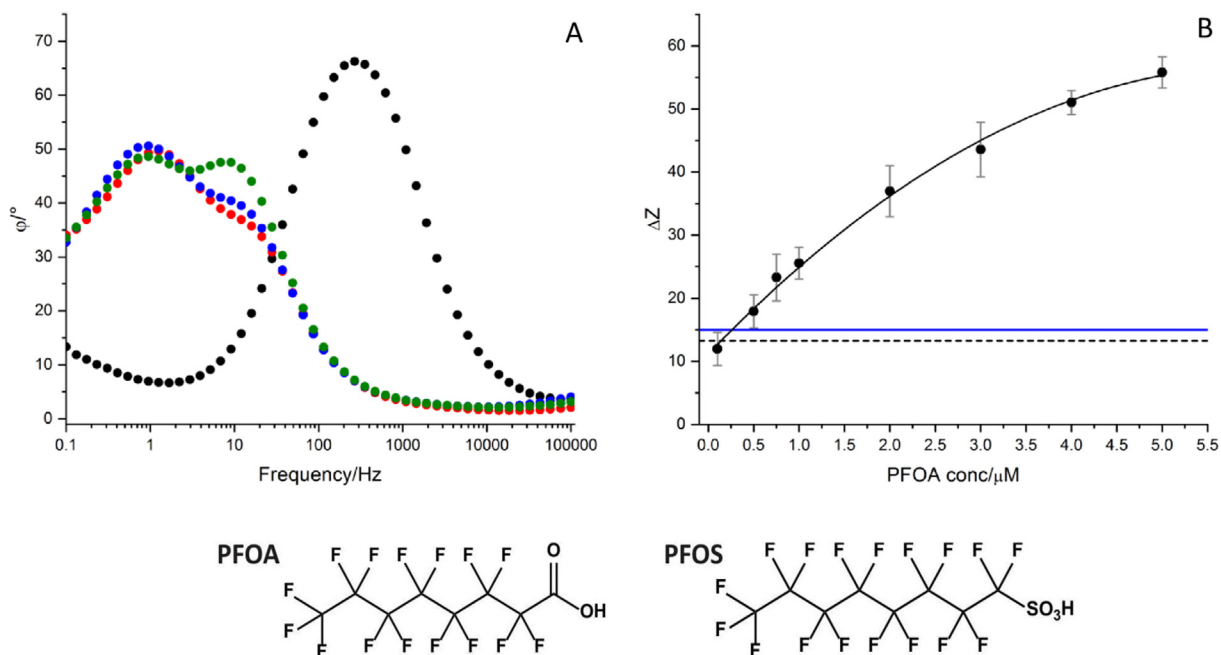 A
φ/°
70
60
50
40
30
20
10
0
0.1 1 10 100 1000 10000 100000
Frequency/Hz
B
ΔZ
60
50
40
30
20
10
0
0.0 0.5 1.0 1.5 2.0 2.5 3.0 3.5 4.0 4.5 5.0 5.5
PFOA conc/μM
PFOA
F F F F F F O
F
F
OH
F F F F F F F
PFOS
F F F F F F F F
F
F
SO₃H
F F F F F F F